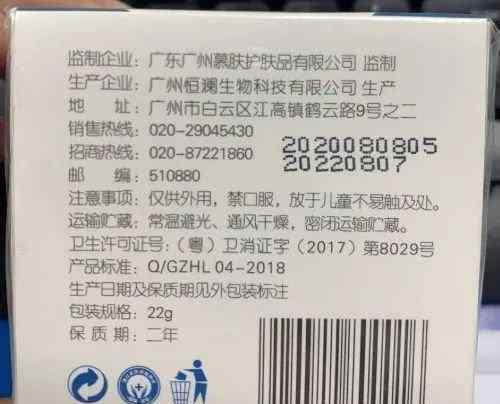 监制企业：广东广州慕肤护肤品有限公司 监制
生产企业：广州恒澜生物科技有限公司 生产
地 址：广州市白云区江高镇鹤云路9号之二
销售热线：020-29045430
招商热线：020-87221860
2020080805
20220807
邮 编：510880
注意事项：仅供外用，禁口服，放于儿童不易触及处。
运输贮藏：常温避光、通风干燥，密闭运输贮藏。
卫生许可证号：（粤）卫消证字（2017）第8029号
产品标准：Q/GZHL 04-2018
生产日期及保质期见外包装标注
包装规格：22g
保 质 期：二年